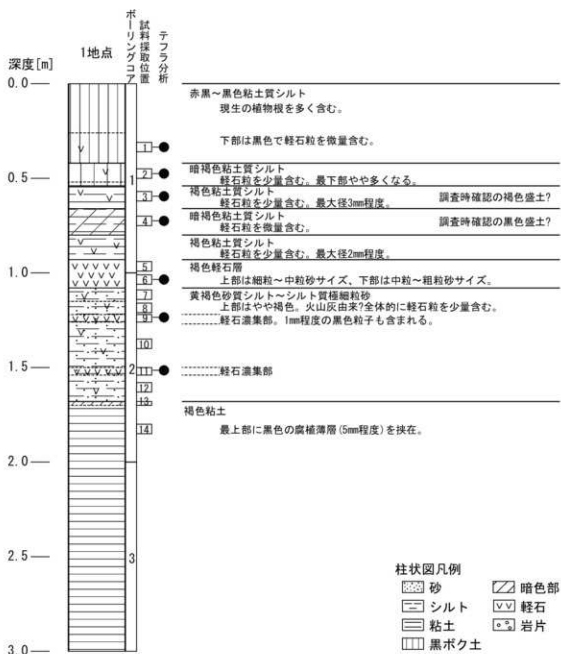 ボーリングコア
試料採取位置
テフラ分析
1地点
深度[m]
0.0
0.5
1.0
1.5
2.0
2.5
3.0
1
2
3
1
2
3
4
5
6
7
8
9
10
11
12
13
14
赤黒~黒色粘土質シルト
現生の植物根を多く含む。
下部は黒色で軽石粒を微量含む。
暗褐色粘土質シルト
軽石粒を少量含む。最下部やや多くなる。
褐色粘土質シルト
軽石粒を少量含む。最大径3mm程度。 調査時確認の褐色盛土?
暗褐色粘土質シルト
軽石粒を微量含む。 調査時確認の黒色盛土?
褐色粘土質シルト
軽石粒を少量含む。最大径2mm程度。
褐色軽石層
上部は細粒~中粒砂サイズ、下部は中粒~粗粒砂サイズ。
黄褐色砂質シルト~シルト質極細粒砂
上部はやや褐色。火山灰由来?全体的に軽石粒を少量含む。
軽石濃集部。1mm程度の黒色粒子も含まれる。
軽石濃集部
褐色粘土
最上部に黒色の腐植薄層(5mm程度)を挟在。
柱状図凡例
砂 暗色部
シルト 軽石
粘土 岩片
黒ボク土